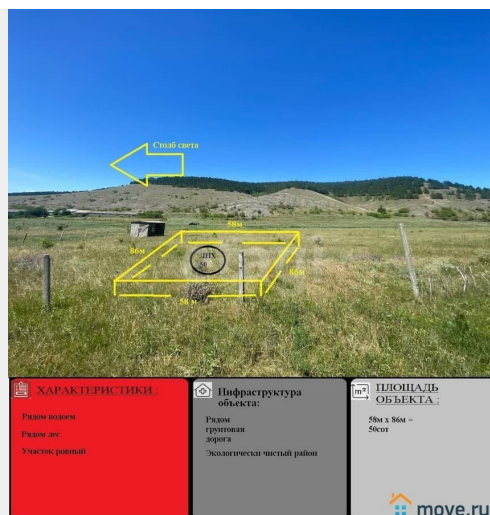 Столб света
58м
86м
ЛПХ
50
86м
58 м
ХАРАКТЕРИСТИКИ :
Рядом водоем
Рядом лес
Участок ровный
Инфраструктура
объекта:
Рядом
грунтовая
дорога
Экологически чистый район
m²
ПЛОЩАДЬ
ОБЪЕКТА :
58м х 86м =
50сот
move.ru